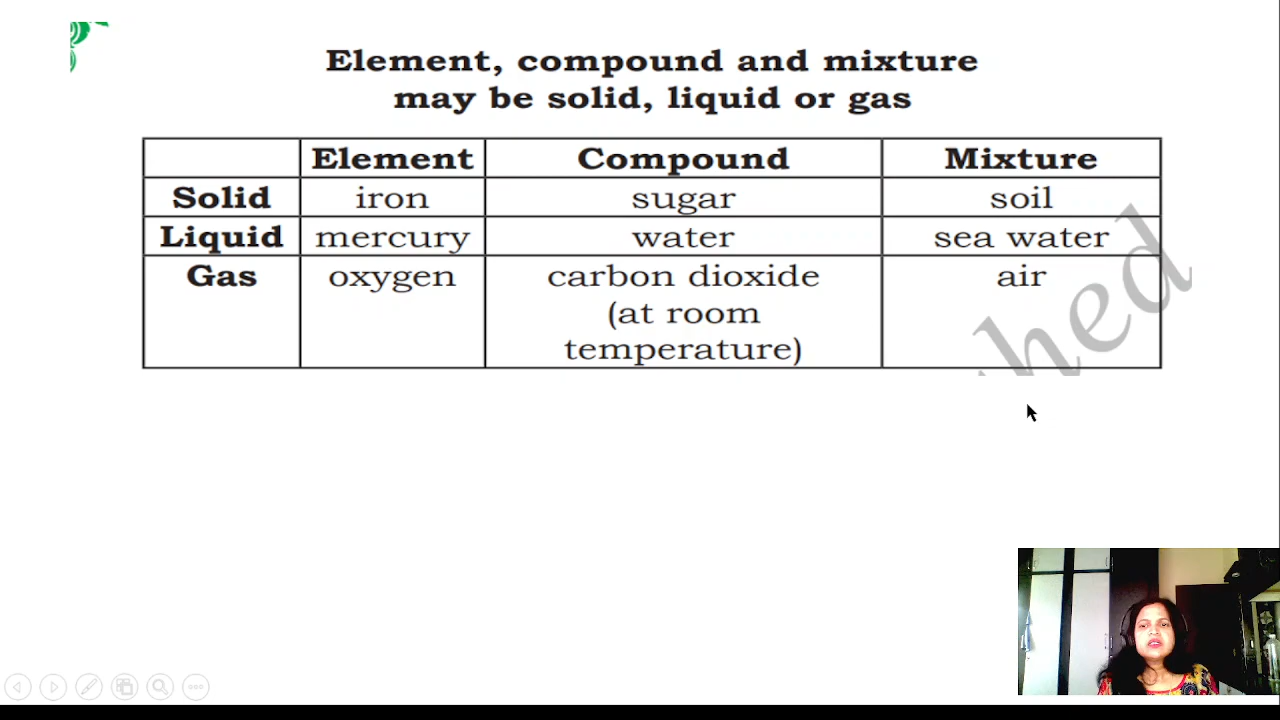 Element, compound and mixture
may be solid, liquid or gas
Element Compound Mixture
Solid iron sugar soil
Liquid mercury water sea water
Gas oxygen carbon dioxide air
(at room
temperature)
hed